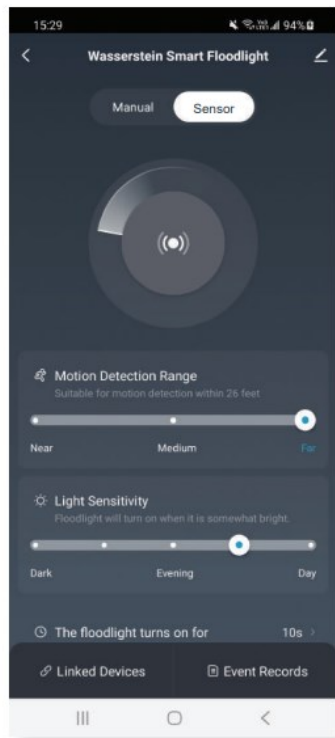 15:29
94%
Wasserstein Smart Floodlight
Manual Sensor
Motion Detection Range
Suitable for motion detection within 26 feet
Near Medium Far
Light Sensitivity
Floodlight will turn on when it is somewhat bright.
Dark Evening Day
The floodlight turns on for 10s
Linked Devices Event Records